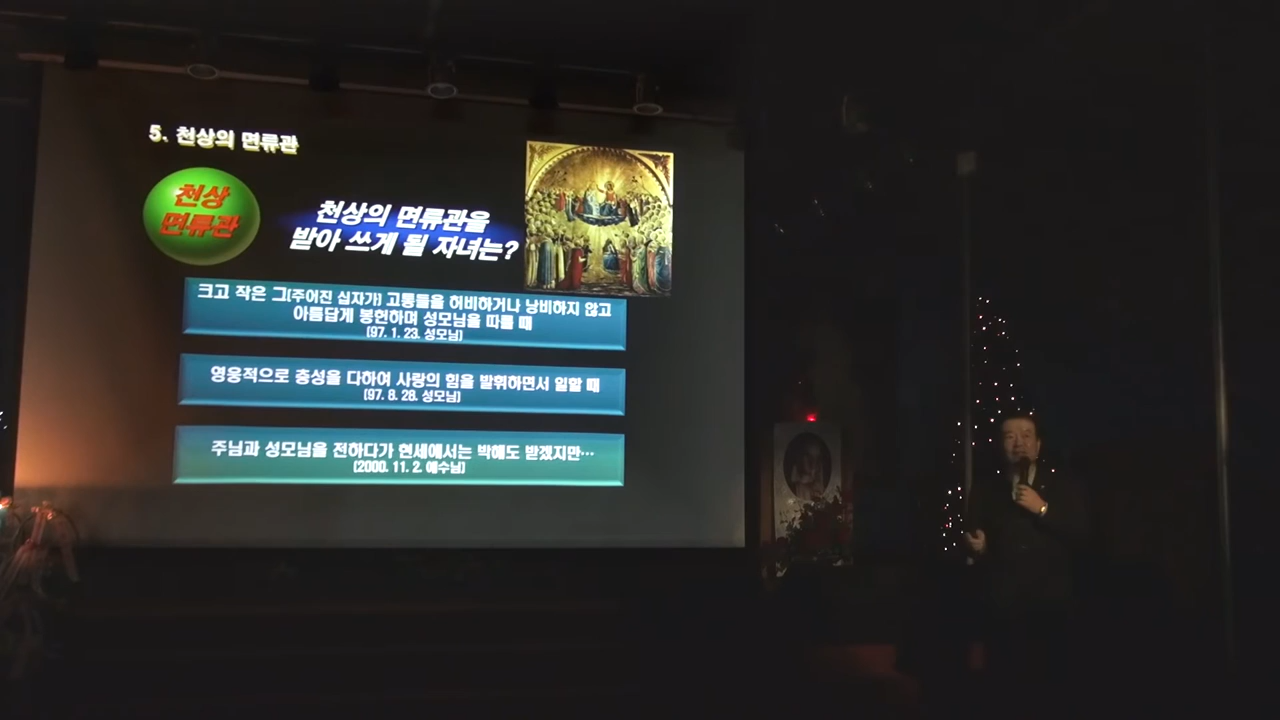 5. 천상의 면류관
천상
면류관
천상의 면류관을
받아 쓰게 될 자녀는?
크고 작은 그(주어진 십자가) 고통들을 허비하거나 낭비하지 않고
아름답게 봉헌하며 성모님을 따를 때
(97. 1. 23. 성모님)
영웅적으로 충성을 다하여 사랑의 힘을 발휘하면서 일할 때
(97. 8. 28. 성모님)
주님과 성모님을 전하다가 현세에서는 박해도 받겠지만…
(2000. 11. 2. 예수님)